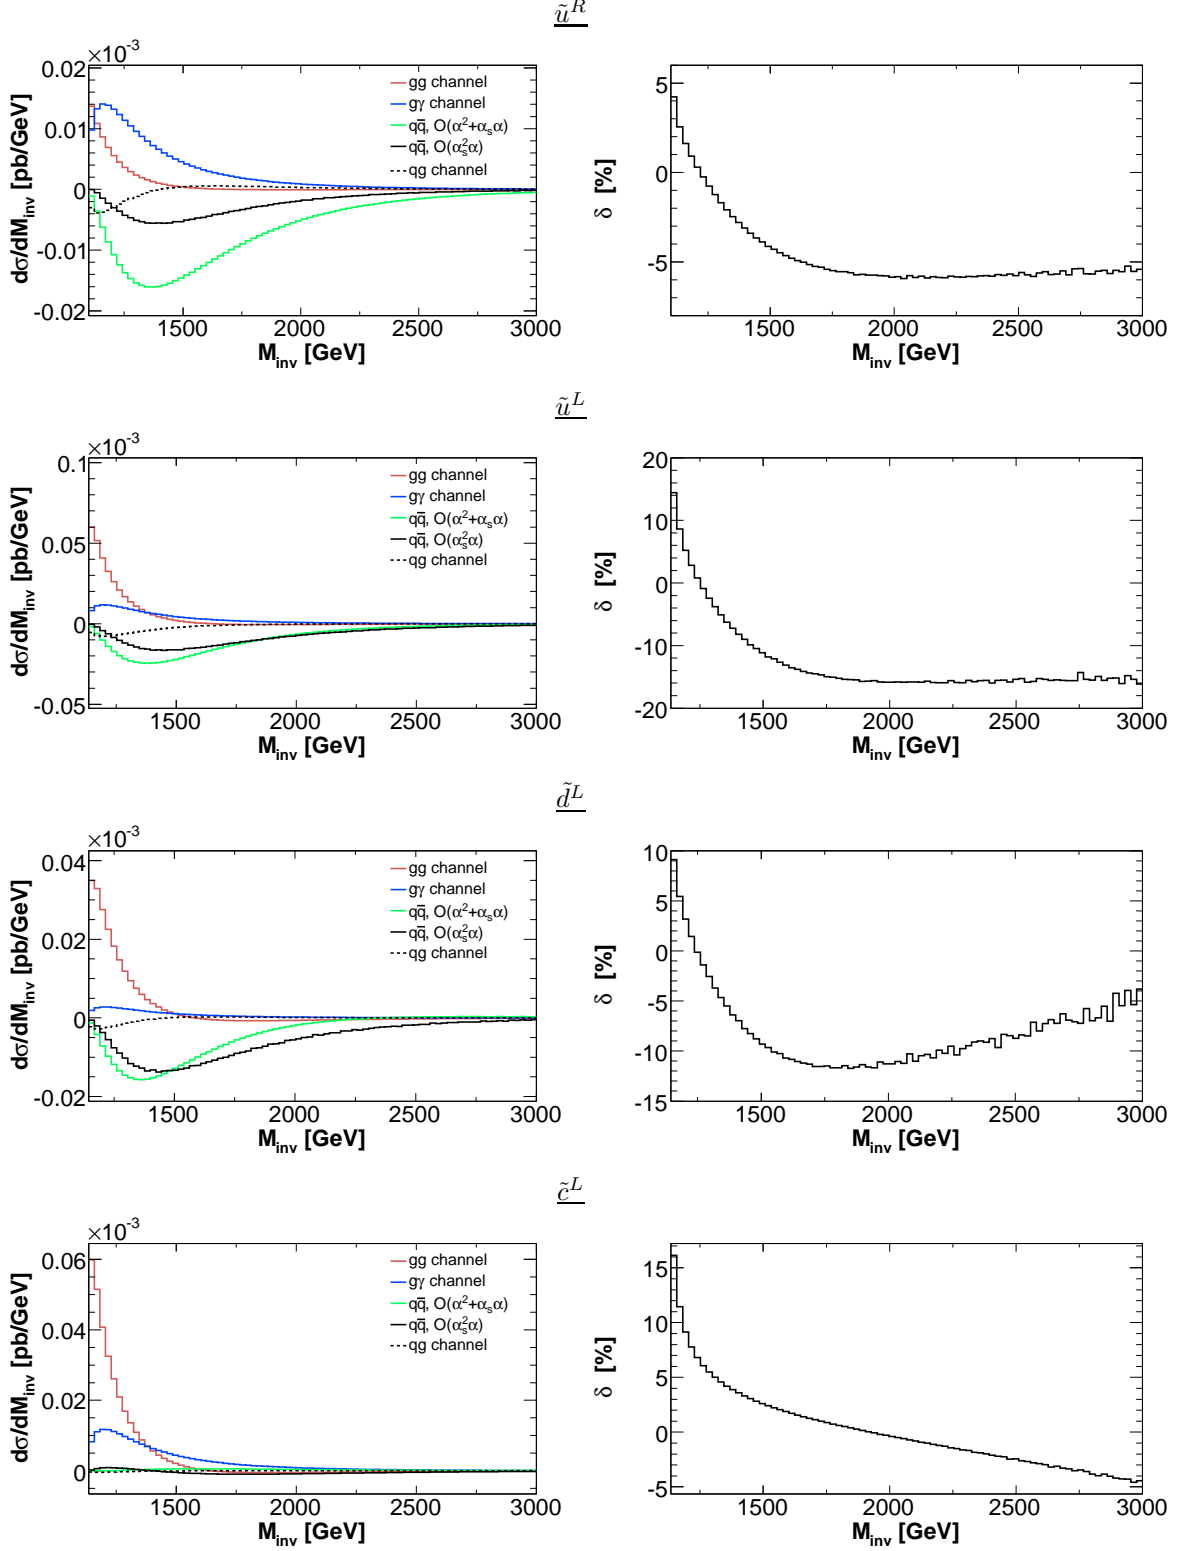 ũ^R
×10^-3
0.02
0.01
0
-0.01
-0.02
dσ/dM_inv [pb/GeV]
gg channel
gγ channel
qq̅, O(α²+α_sα)
qq̅, O(α_s²α)
qg channel
1500 2000 2500 3000
M_inv [GeV]
5
0
-5
δ [%]
1500 2000 2500 3000
M_inv [GeV]
ũ^L
×10^-3
0.1
0.05
0
-0.05
dσ/dM_inv [pb/GeV]
gg channel
gγ channel
qq̅, O(α²+α_sα)
qq̅, O(α_s²α)
qg channel
1500 2000 2500 3000
M_inv [GeV]
20
15
10
5
0
-5
-10
-15
-20
δ [%]
1500 2000 2500 3000
M_inv [GeV]
d̃^L
×10^-3
0.04
0.02
0
-0.02
dσ/dM_inv [pb/GeV]
gg channel
gγ channel
qq̅, O(α²+α_sα)
qq̅, O(α_s²α)
qg channel
1500 2000 2500 3000
M_inv [GeV]
10
5
0
-5
-10
-15
δ [%]
1500 2000 2500 3000
M_inv [GeV]
c̃^L
×10^-3
0.06
0.04
0.02
0
dσ/dM_inv [pb/GeV]
gg channel
gγ channel
qq̅, O(α²+α_sα)
qq̅, O(α_s²α)
qg channel
1500 2000 2500 3000
M_inv [GeV]
15
10
5
0
-5
δ [%]
1500 2000 2500 3000
M_inv [GeV]